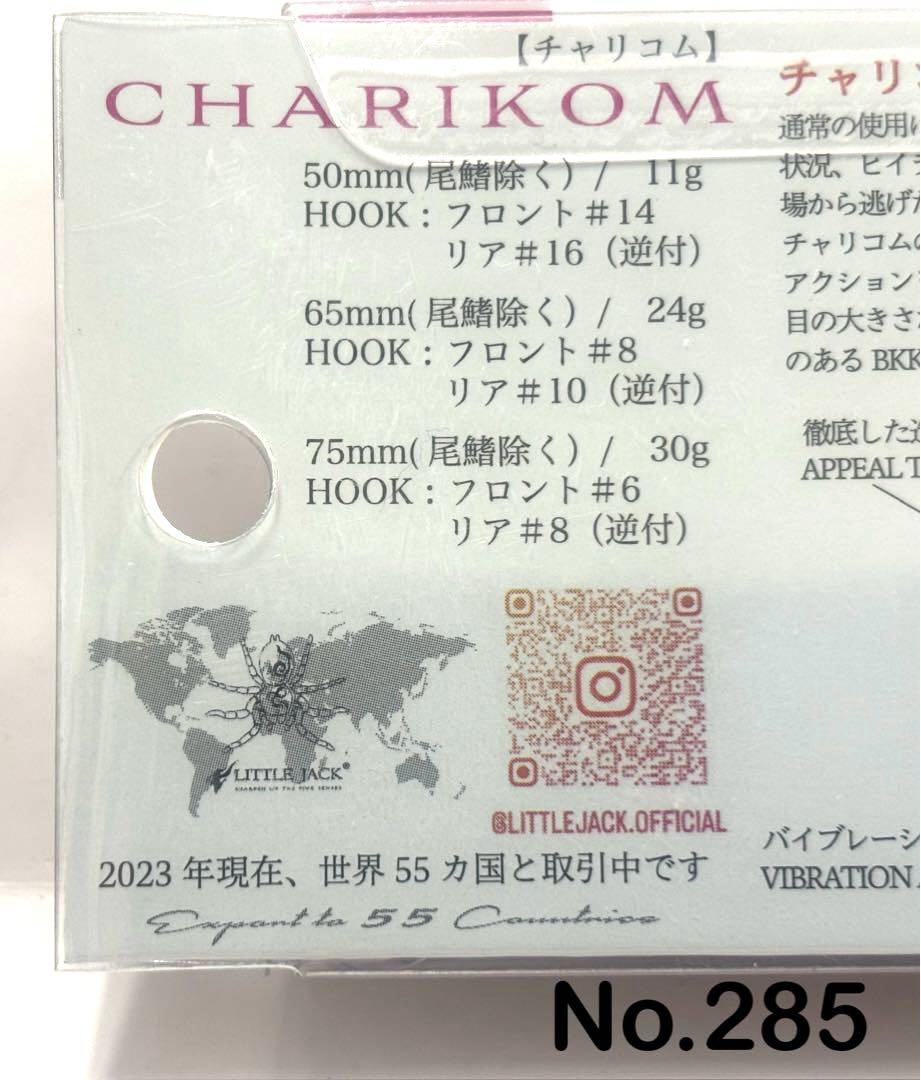 【チャリコム】
CHARIKOM
50mm( 尾鰭除く） / 11g
HOOK : フロント＃14
リア＃16（逆付）
65mm( 尾鰭除く） / 24g
HOOK : フロント＃8
リア＃10（逆付）
75mm( 尾鰭除く） / 30g
HOOK : フロント＃6
リア＃8（逆付）
LITTLE JACK®
SHARPEN UP THE FIVE SENSES
@LITTLEJACK.OFFICIAL
2023 年現在、世界 55 カ国と取引中です
Expant to 55 Countries
チャリ
通常の使用
状況、ヒイ
場から逃げ
チャリコムの
アクション
目の大きさ
のある BKK
徹底した
APPEAL T
バイブレーシ
VIBRATION
No.285